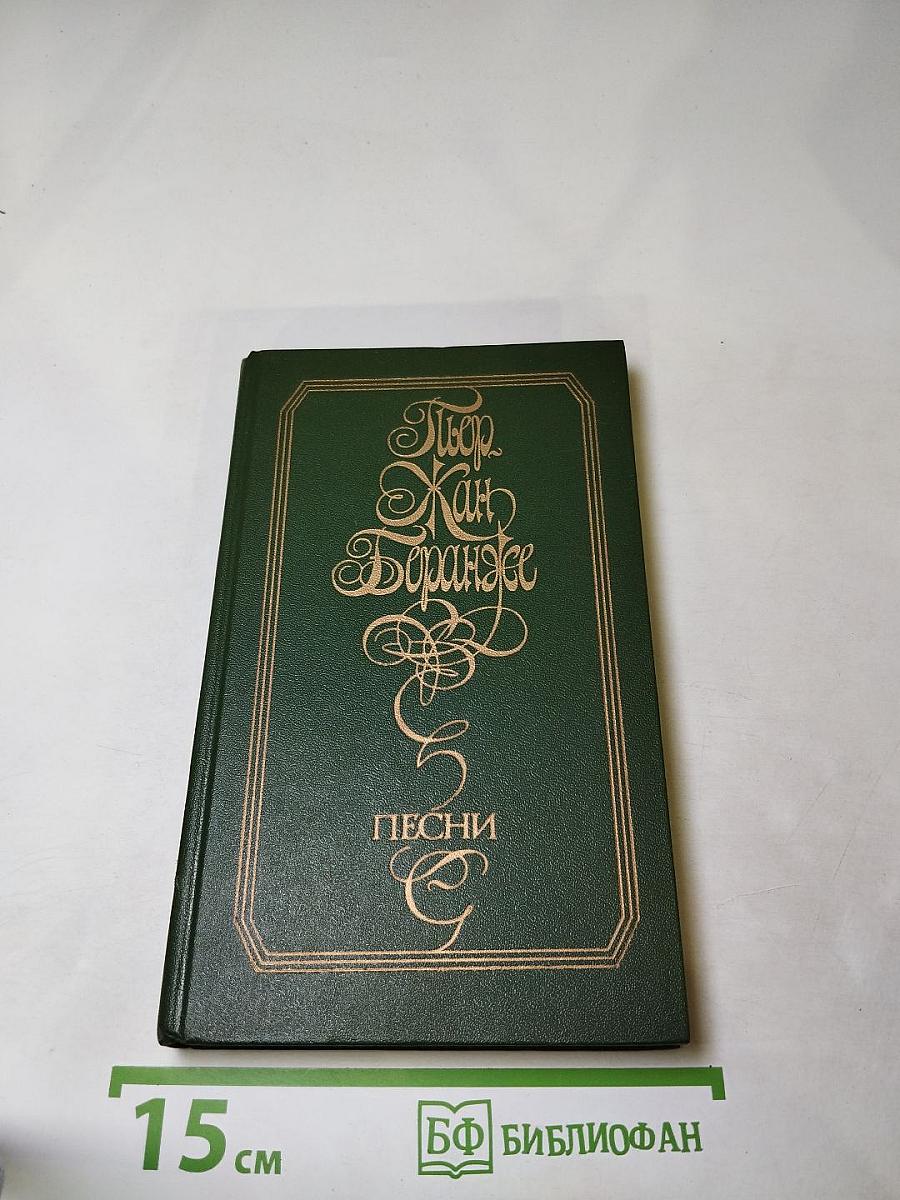 Пьер
Жан
Беранже
ПЕСНИ
15 см
БФ БИБЛИОФАН